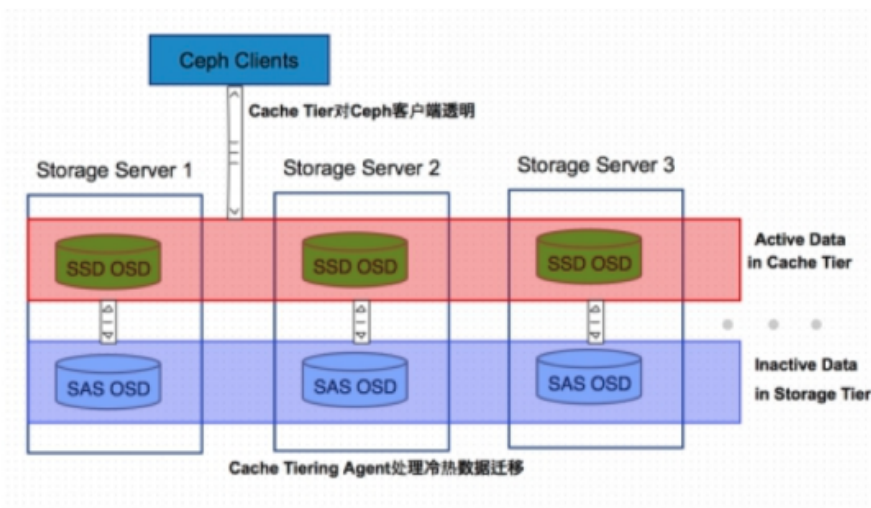 Ceph Clients
Cache Tier对Ceph客户端透明
Storage Server 1
Storage Server 2
Storage Server 3
SSD OSD
SSD OSD
SSD OSD
Active Data
in Cache Tier
SAS OSD
SAS OSD
SAS OSD
Inactive Data
in Storage Tier
Cache Tiering Agent处理冷热数据迁移